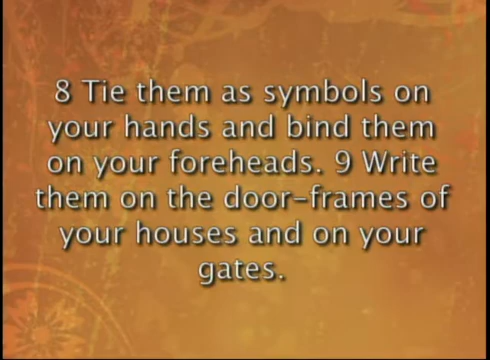 8 Tie them as symbols on
your hands and bind them
on your foreheads. 9 Write
them on the door-frames of
your houses and on your
gates.